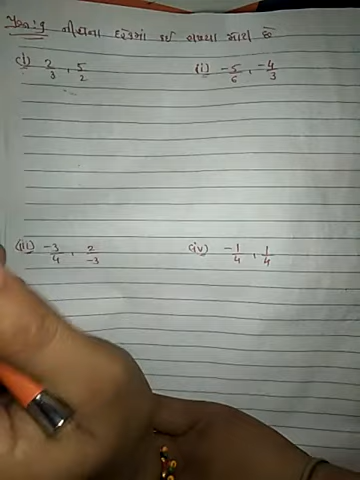 નીચેના દરેકમાં કઈ સંખ્યા મોટી છે
(i) 2/3 , 5/2 (ii) -5/6 , -4/3
(iii) -3/4 , 2/-3 (iv) -1/4 , 1/4